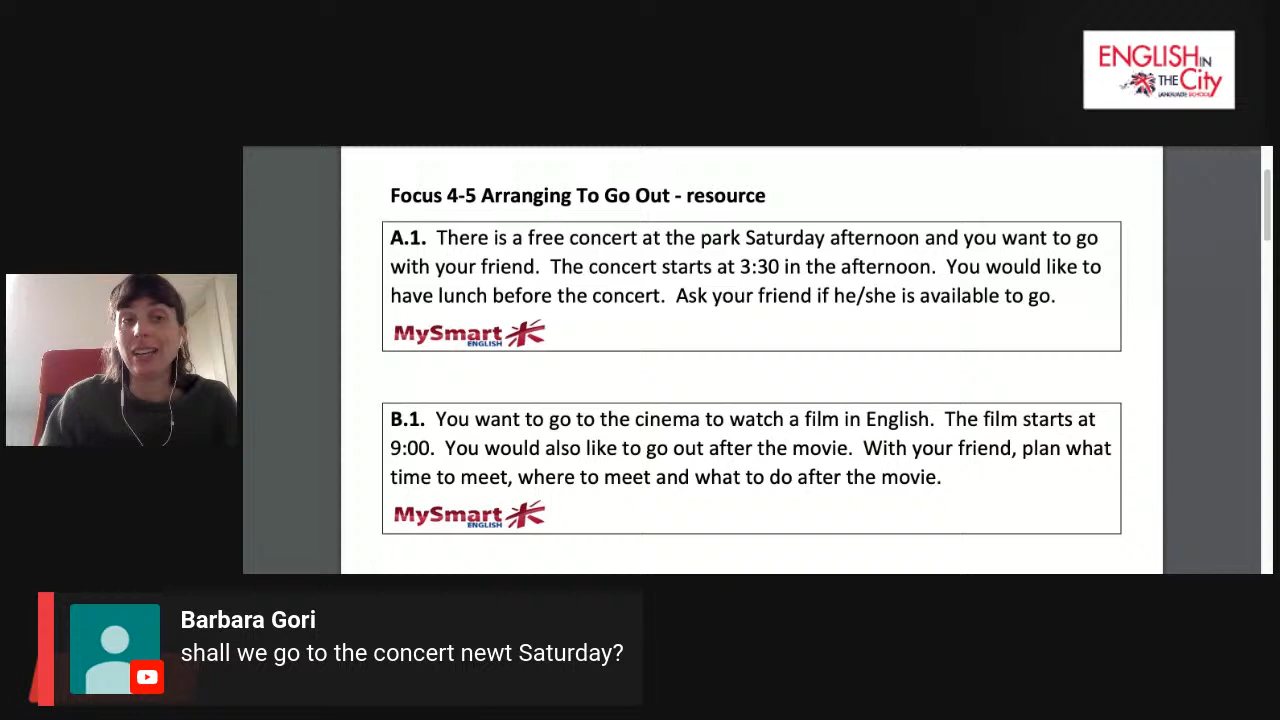 ENGLISH IN
THE City
LANGUAGE SCHOOL
Focus 4-5 Arranging To Go Out - resource
A.1. There is a free concert at the park Saturday afternoon and you want to go
with your friend. The concert starts at 3:30 in the afternoon. You would like to
have lunch before the concert. Ask your friend if he/she is available to go.
MySmart
ENGLISH
B.1. You want to go to the cinema to watch a film in English. The film starts at
9:00. You would also like to go out after the movie. With your friend, plan what
time to meet, where to meet and what to do after the movie.
MySmart
ENGLISH
Barbara Gori
shall we go to the concert newt Saturday?